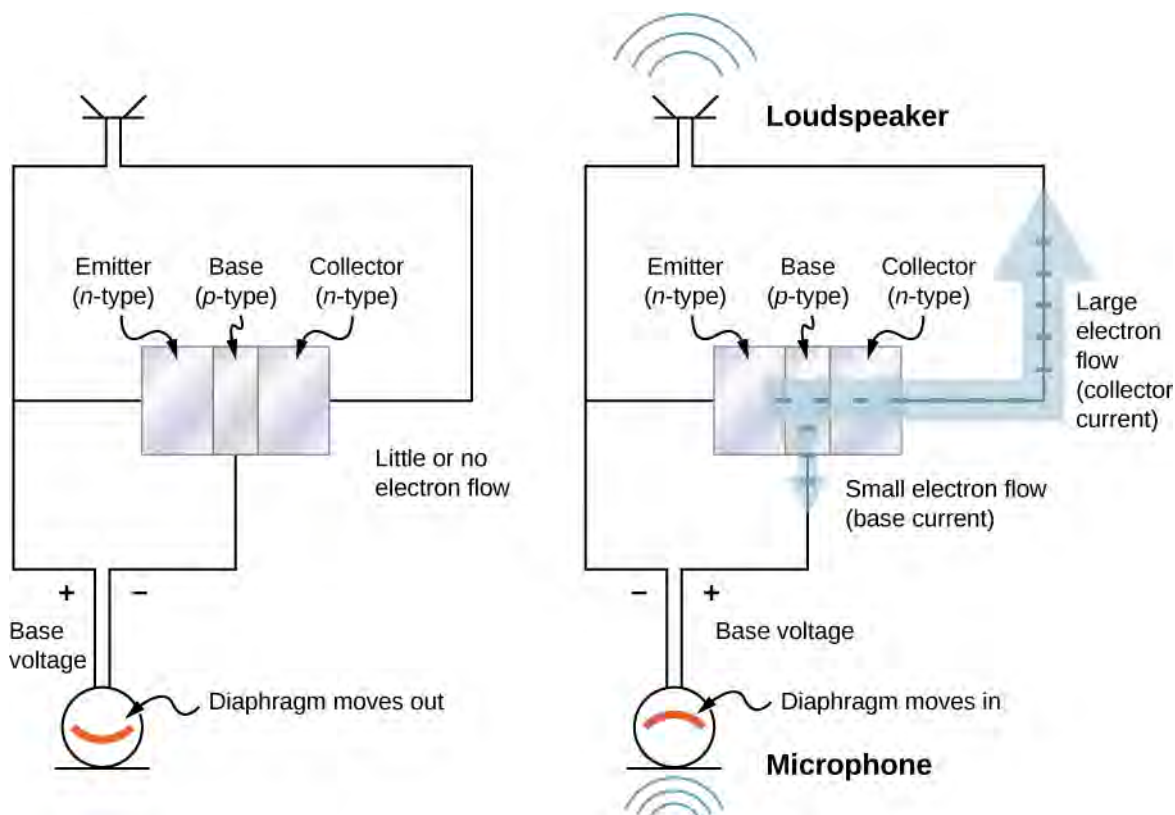 Loudspeaker
Emitter
(n-type)
Base
(p-type)
Collector
(n-type)
Little or no
electron flow
+ −
Base
voltage
Diaphragm moves out
Emitter
(n-type)
Base
(p-type)
Collector
(n-type)
Large
electron
flow
(collector
current)
Small electron flow
(base current)
− +
Base voltage
Diaphragm moves in
Microphone